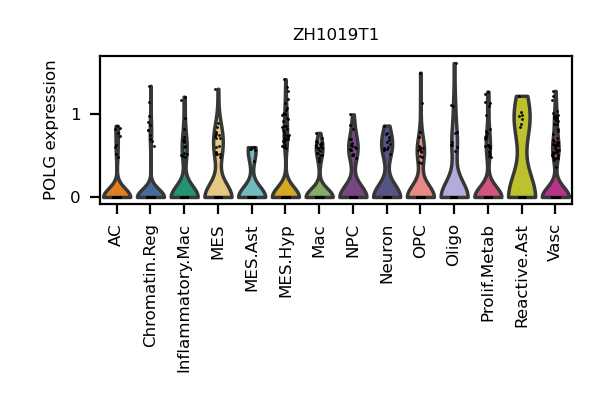 ZH1019T1
POLG expression
1
0
AC
Chromatin.Reg
Inflammatory.Mac
MES
MES.Ast
MES.Hyp
Mac
NPC
Neuron
OPC
Oligo
Prolif.Metab
Reactive.Ast
Vasc